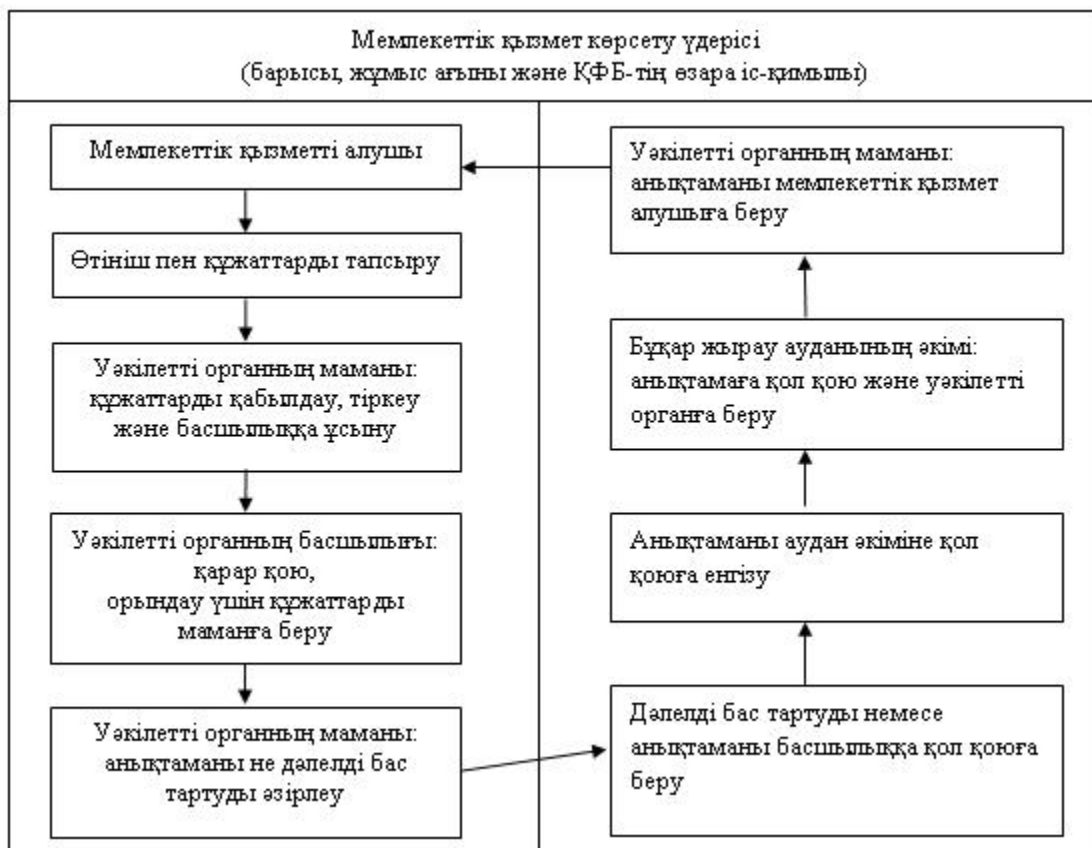 Мемлекеттік қызмет көрсету үдерісі
(барысы, жұмыс ағыны және ҚФБ-тің өзара іс-қимылы)
Мемлекеттік қызметті алушы
Өтініш пен құжаттарды тапсыру
Уәкілетті органның маманы:
құжаттарды қабылдау, тіркеу
және басшылыққа ұсыну
Уәкілетті органның басшылығы:
қарар қою,
орындау үшін құжаттарды
маманға беру
Уәкілетті органның маманы:
анықтаманы не дәлелді бас
тартуды әзірлеу
Дәлелді бас тартуды немесе
анықтаманы басшылыққа қол қоюға
беру
Анықтаманы аудан әкіміне қол
қоюға енгізу
Бұқар жырау ауданының әкімі:
анықтамаға қол қою және уәкілетті
органға беру
Уәкілетті органның маманы:
анықтаманы мемлекеттік қызмет
алушыға беру